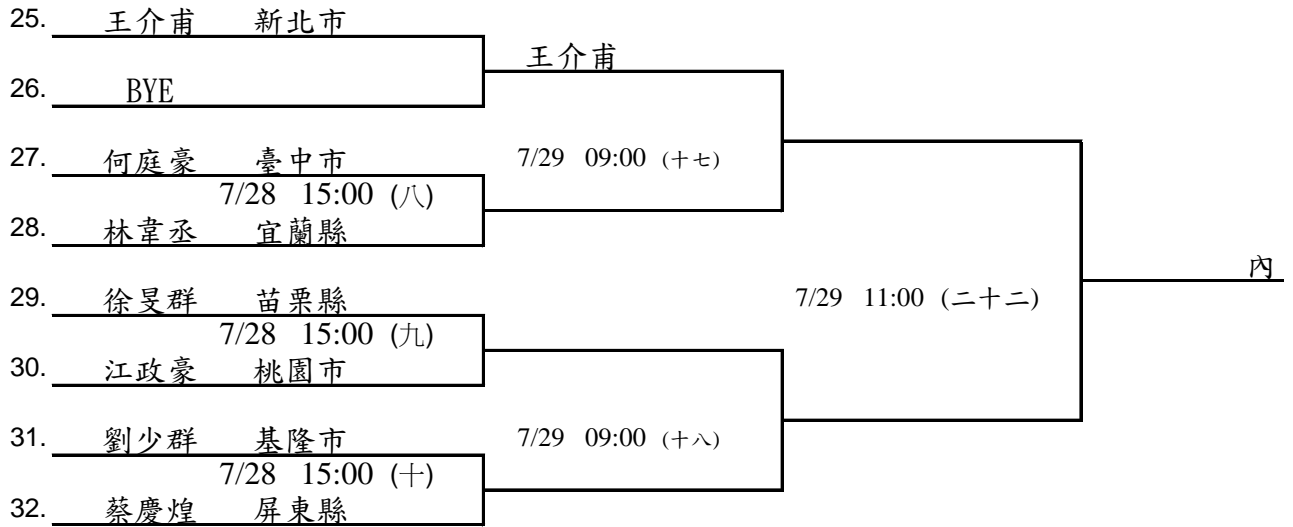 25. 王介甫 新北市
王介甫
26. BYE
27. 何庭豪 臺中市
7/29 09:00 (十七)
7/28 15:00 (八)
28. 林韋丞 宜蘭縣
內
29. 徐旻群 苗栗縣
7/29 11:00 (二十二)
7/28 15:00 (九)
30. 江政豪 桃園市
31. 劉少群 基隆市
7/29 09:00 (十八)
7/28 15:00 (十)
32. 蔡慶煌 屏東縣